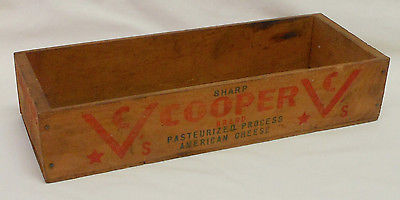 SHARP
C V S COOPER C V S
BRAND
PASTEURIZED PROCESS
AMERICAN CHEESE